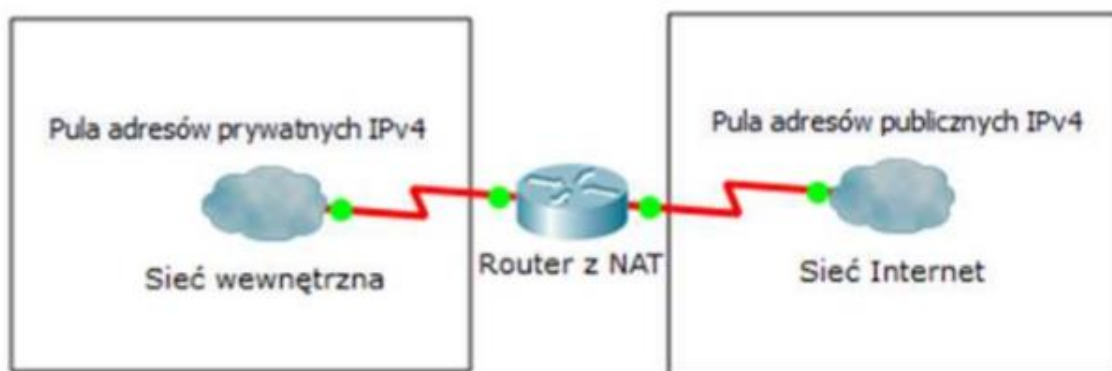 Pula adresów prywatnych IPv4
Sieć wewnętrzna
Router z NAT
Pula adresów publicznych IPv4
Sieć Internet